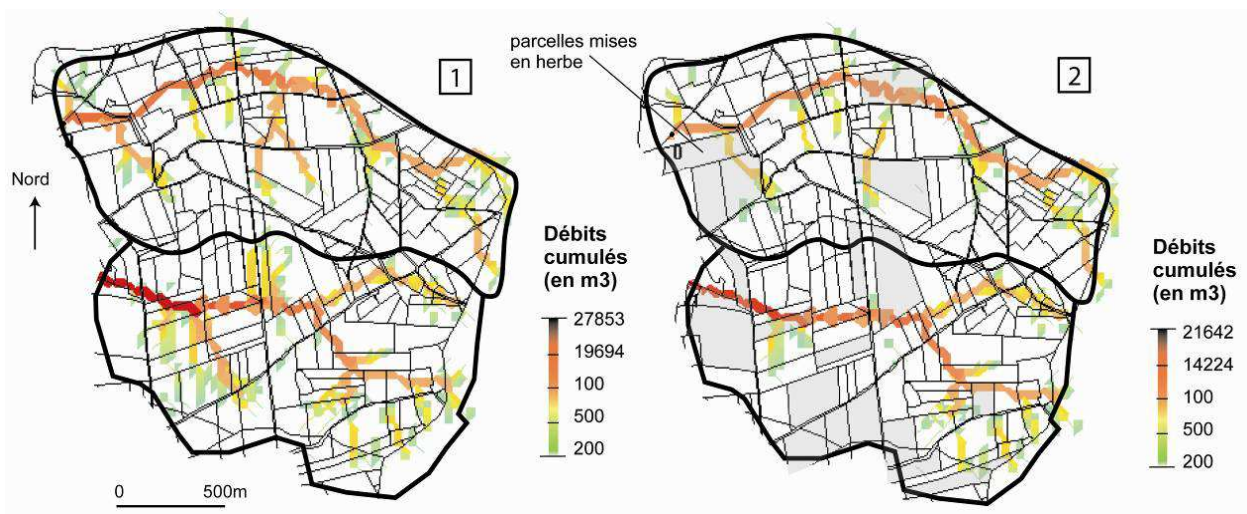 parcelles mises
en herbe
1
2
Nord
Débits
cumulés
(en m3)
27853
19694
100
500
200
Débits
cumulés
(en m3)
21642
14224
100
500
200
0
500m